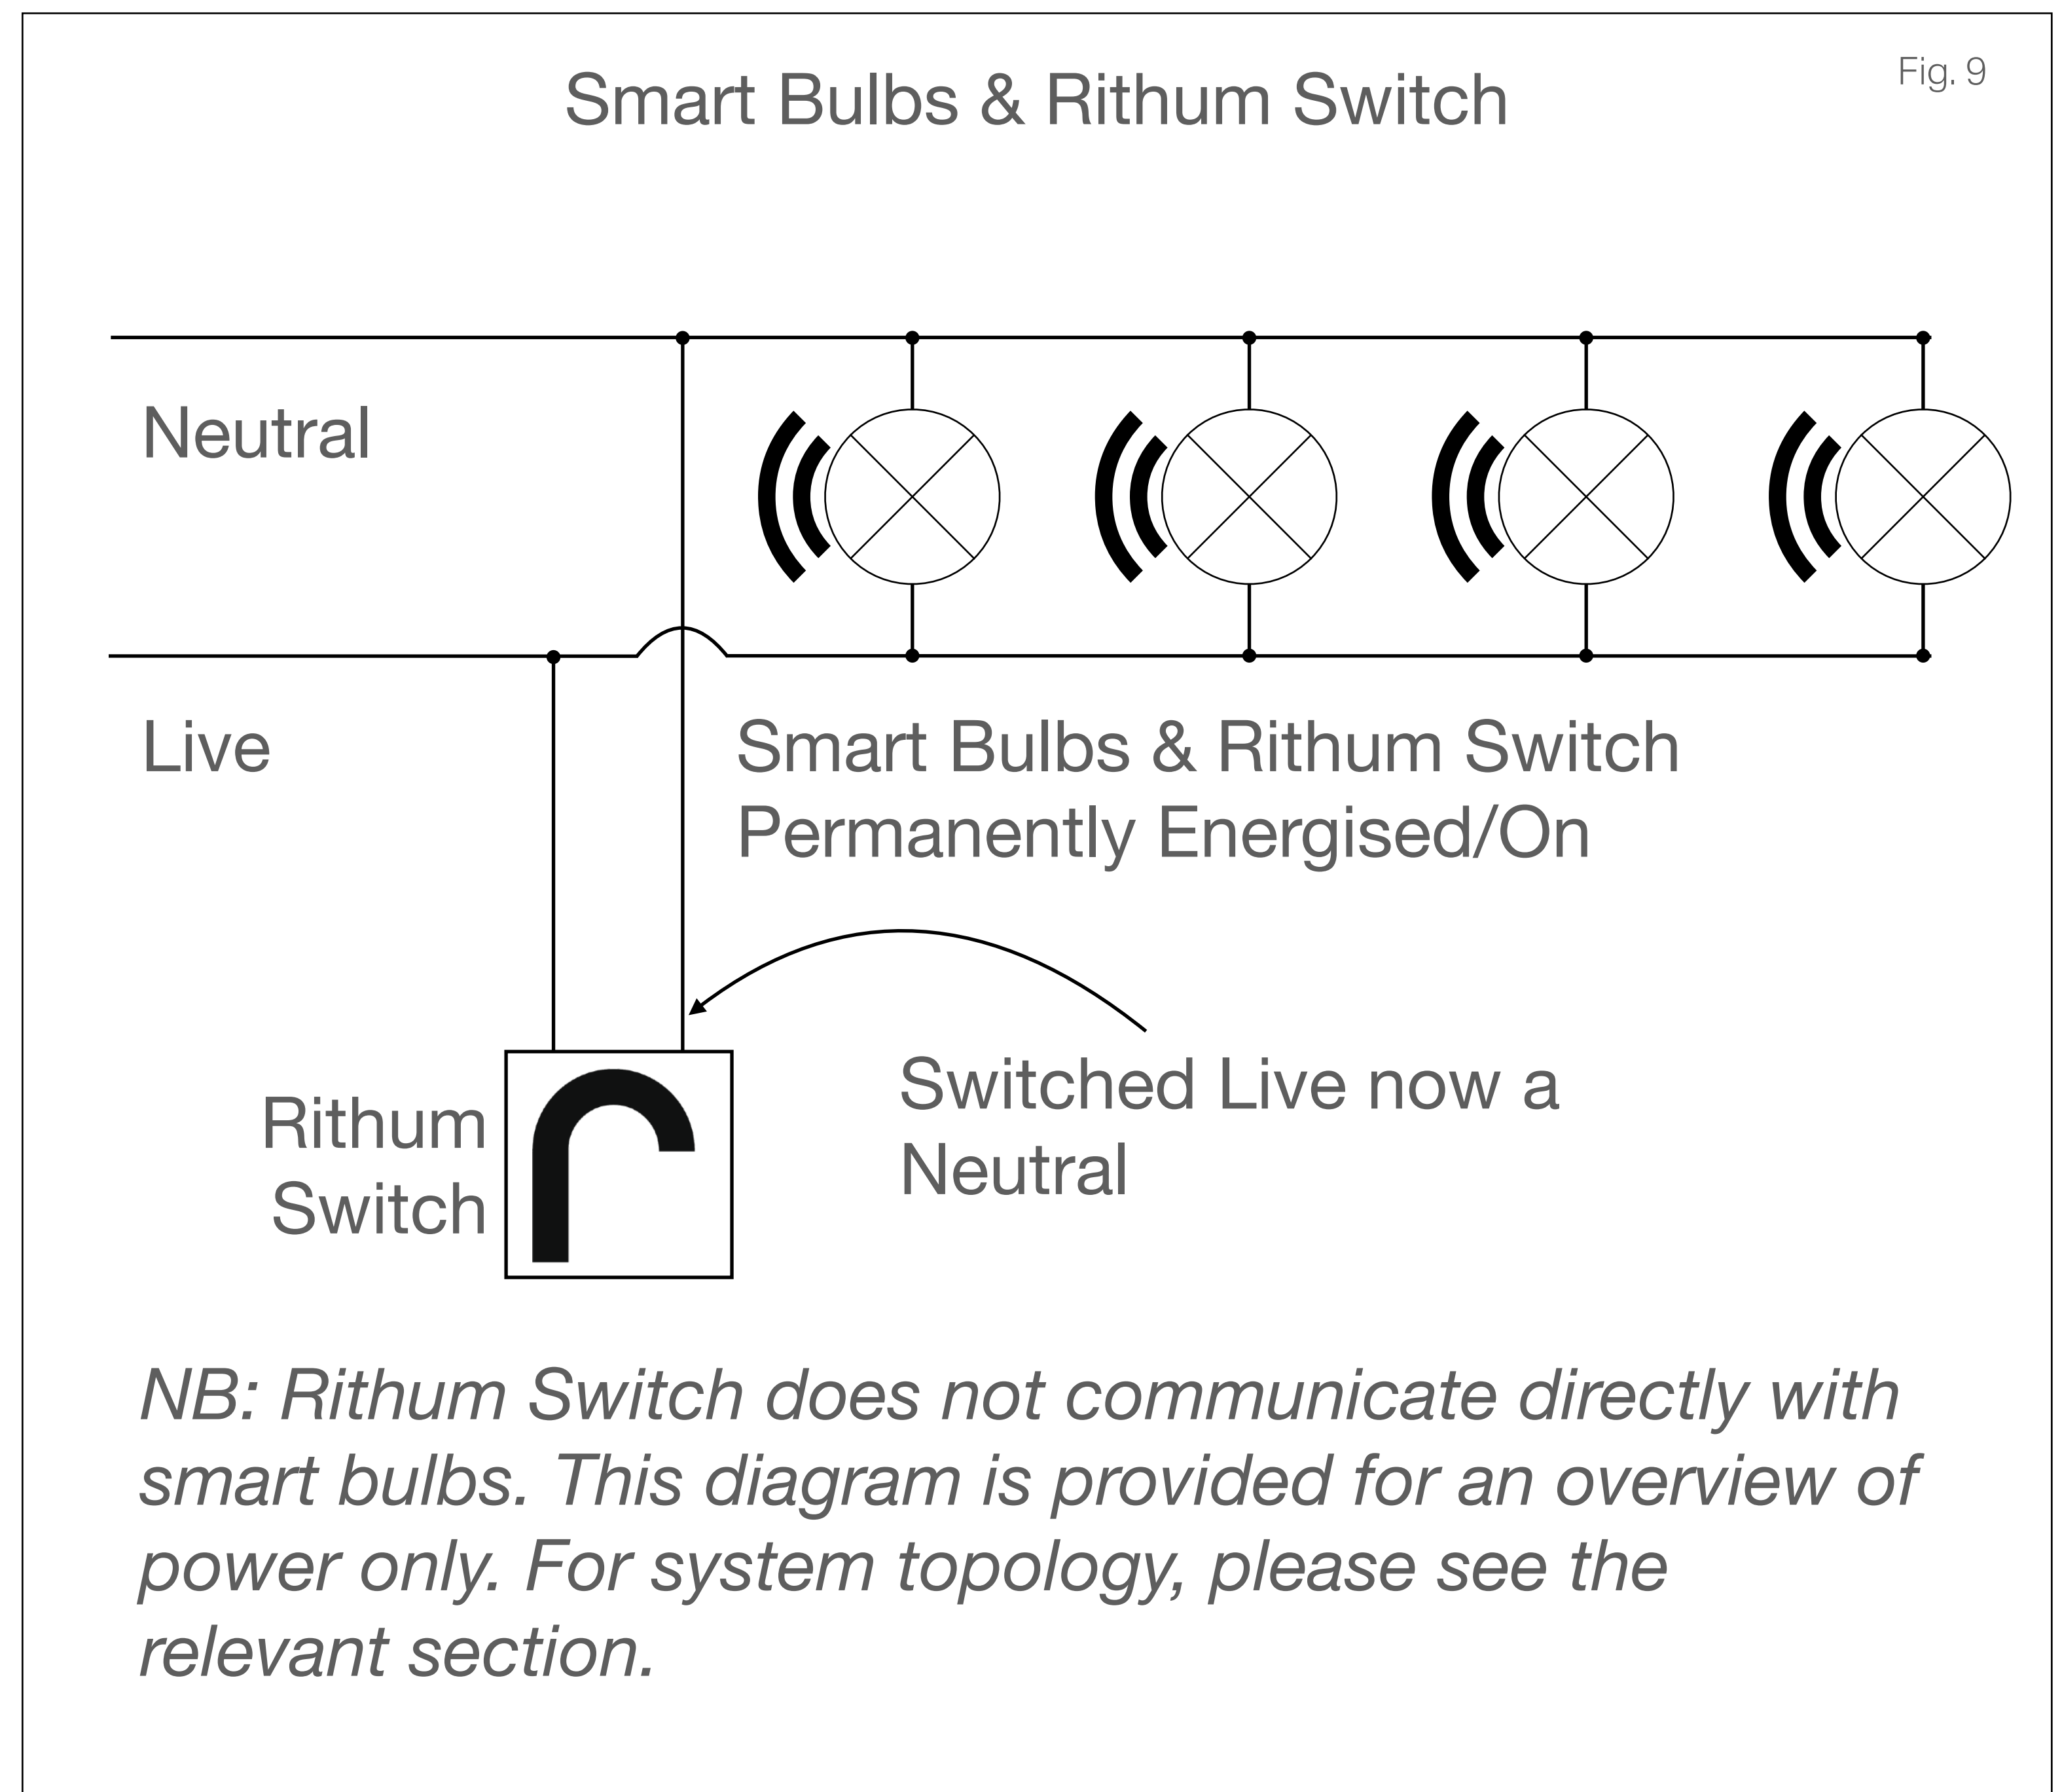 Fig. 9
Smart Bulbs & Rithum Switch
Neutral
Live
Smart Bulbs & Rithum Switch
Permanently Energised/On
Switched Live now a
Neutral
Rithum
Switch
NB: Rithum Switch does not communicate directly with
smart bulbs. This diagram is provided for an overview of
power only. For system topology, please see the
relevant section.